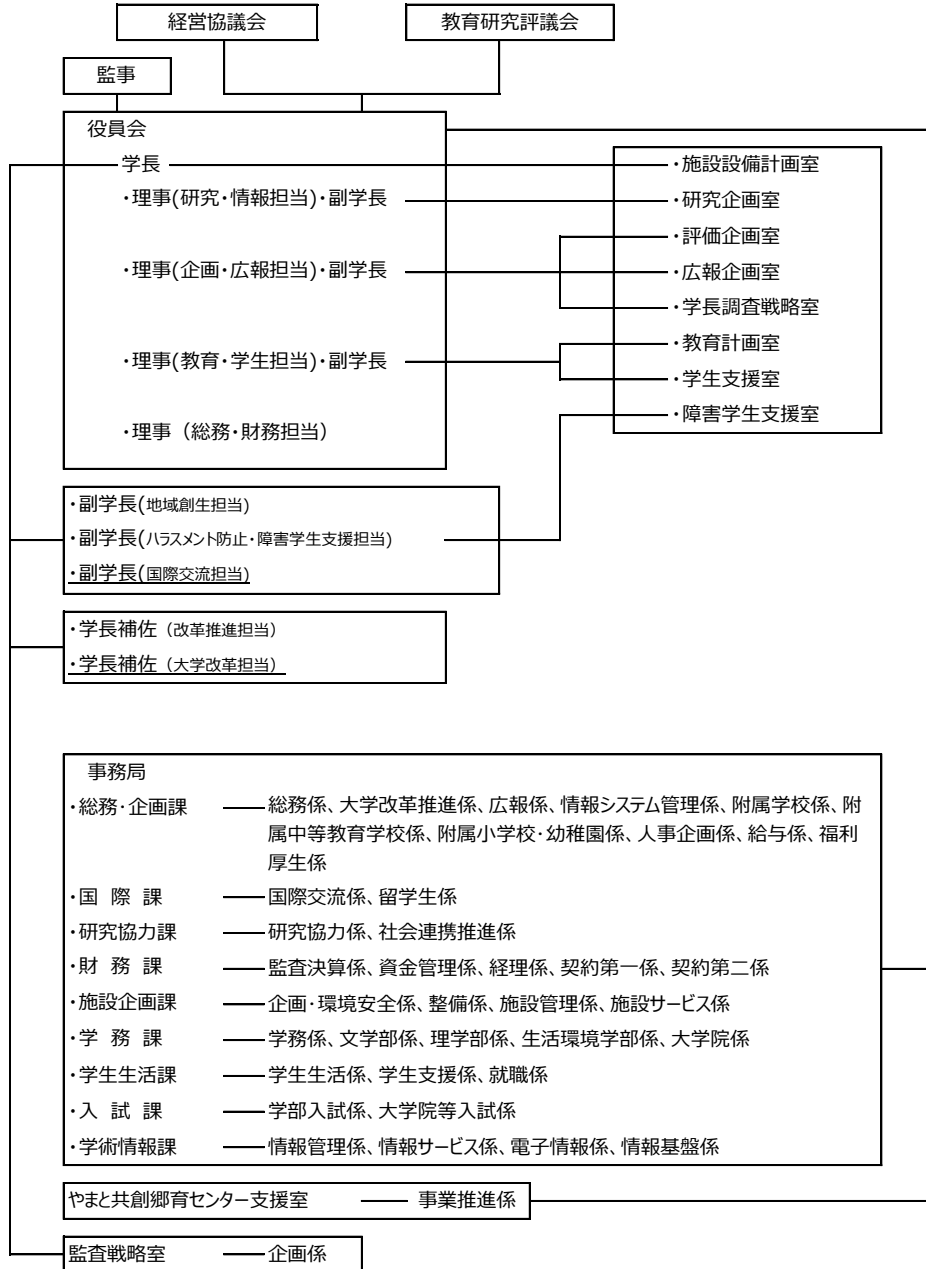 経営協議会
教育研究評議会
監事
役員会
学長
・理事(研究・情報担当)・副学長
・理事(企画・広報担当)・副学長
・理事(教育・学生担当)・副学長
・理事（総務・財務担当）
・施設設備計画室
・研究企画室
・評価企画室
・広報企画室
・学長調査戦略室
・教育計画室
・学生支援室
・障害学生支援室
・副学長(地域創生担当)
・副学長(ハラスメント防止・障害学生支援担当)
・副学長(国際交流担当)
・学長補佐（改革推進担当）
・学長補佐（大学改革担当）
事務局
・総務・企画課 総務係、大学改革推進係、広報係、情報システム管理係、附属学校係、附
属中等教育学校係、附属小学校・幼稚園係、人事企画係、給与係、福利
厚生係
・国 際 課 国際交流係、留学生係
・研究協力課 研究協力係、社会連携推進係
・財 務 課 監査決算係、資金管理係、経理係、契約第一係、契約第二係
・施設企画課 企画・環境安全係、整備係、施設管理係、施設サービス係
・学 務 課 学務係、文学部係、理学部係、生活環境学部係、大学院係
・学生生活課 学生生活係、学生支援係、就職係
・入 試 課 学部入試係、大学院等入試係
・学術情報課 情報管理係、情報サービス係、電子情報係、情報基盤係
やまと共創郷育センター支援室 事業推進係
監査戦略室 企画係